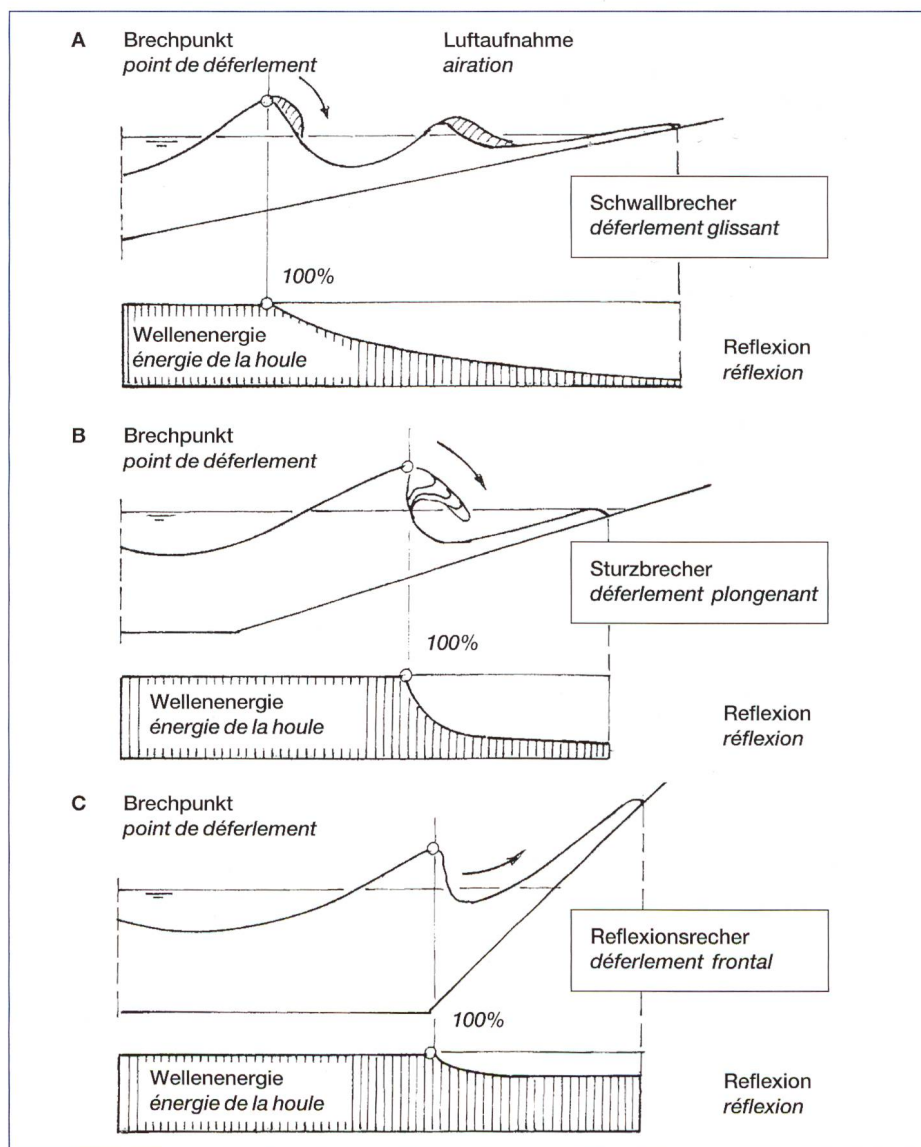 A Brechpunkt
point de déferlement
Luftaufnahme
airation
Schwallbrecher
déferlement glissant
100%
Wellenenergie
énergie de la houle
Reflexion
réflexion
B Brechpunkt
point de déferlement
Sturzbrecher
déferlement plongenant
100%
Wellenenergie
énergie de la houle
Reflexion
réflexion
C Brechpunkt
point de déferlement
Reflexionsrecher
déferlement frontal
100%
Wellenenergie
énergie de la houle
Reflexion
réflexion